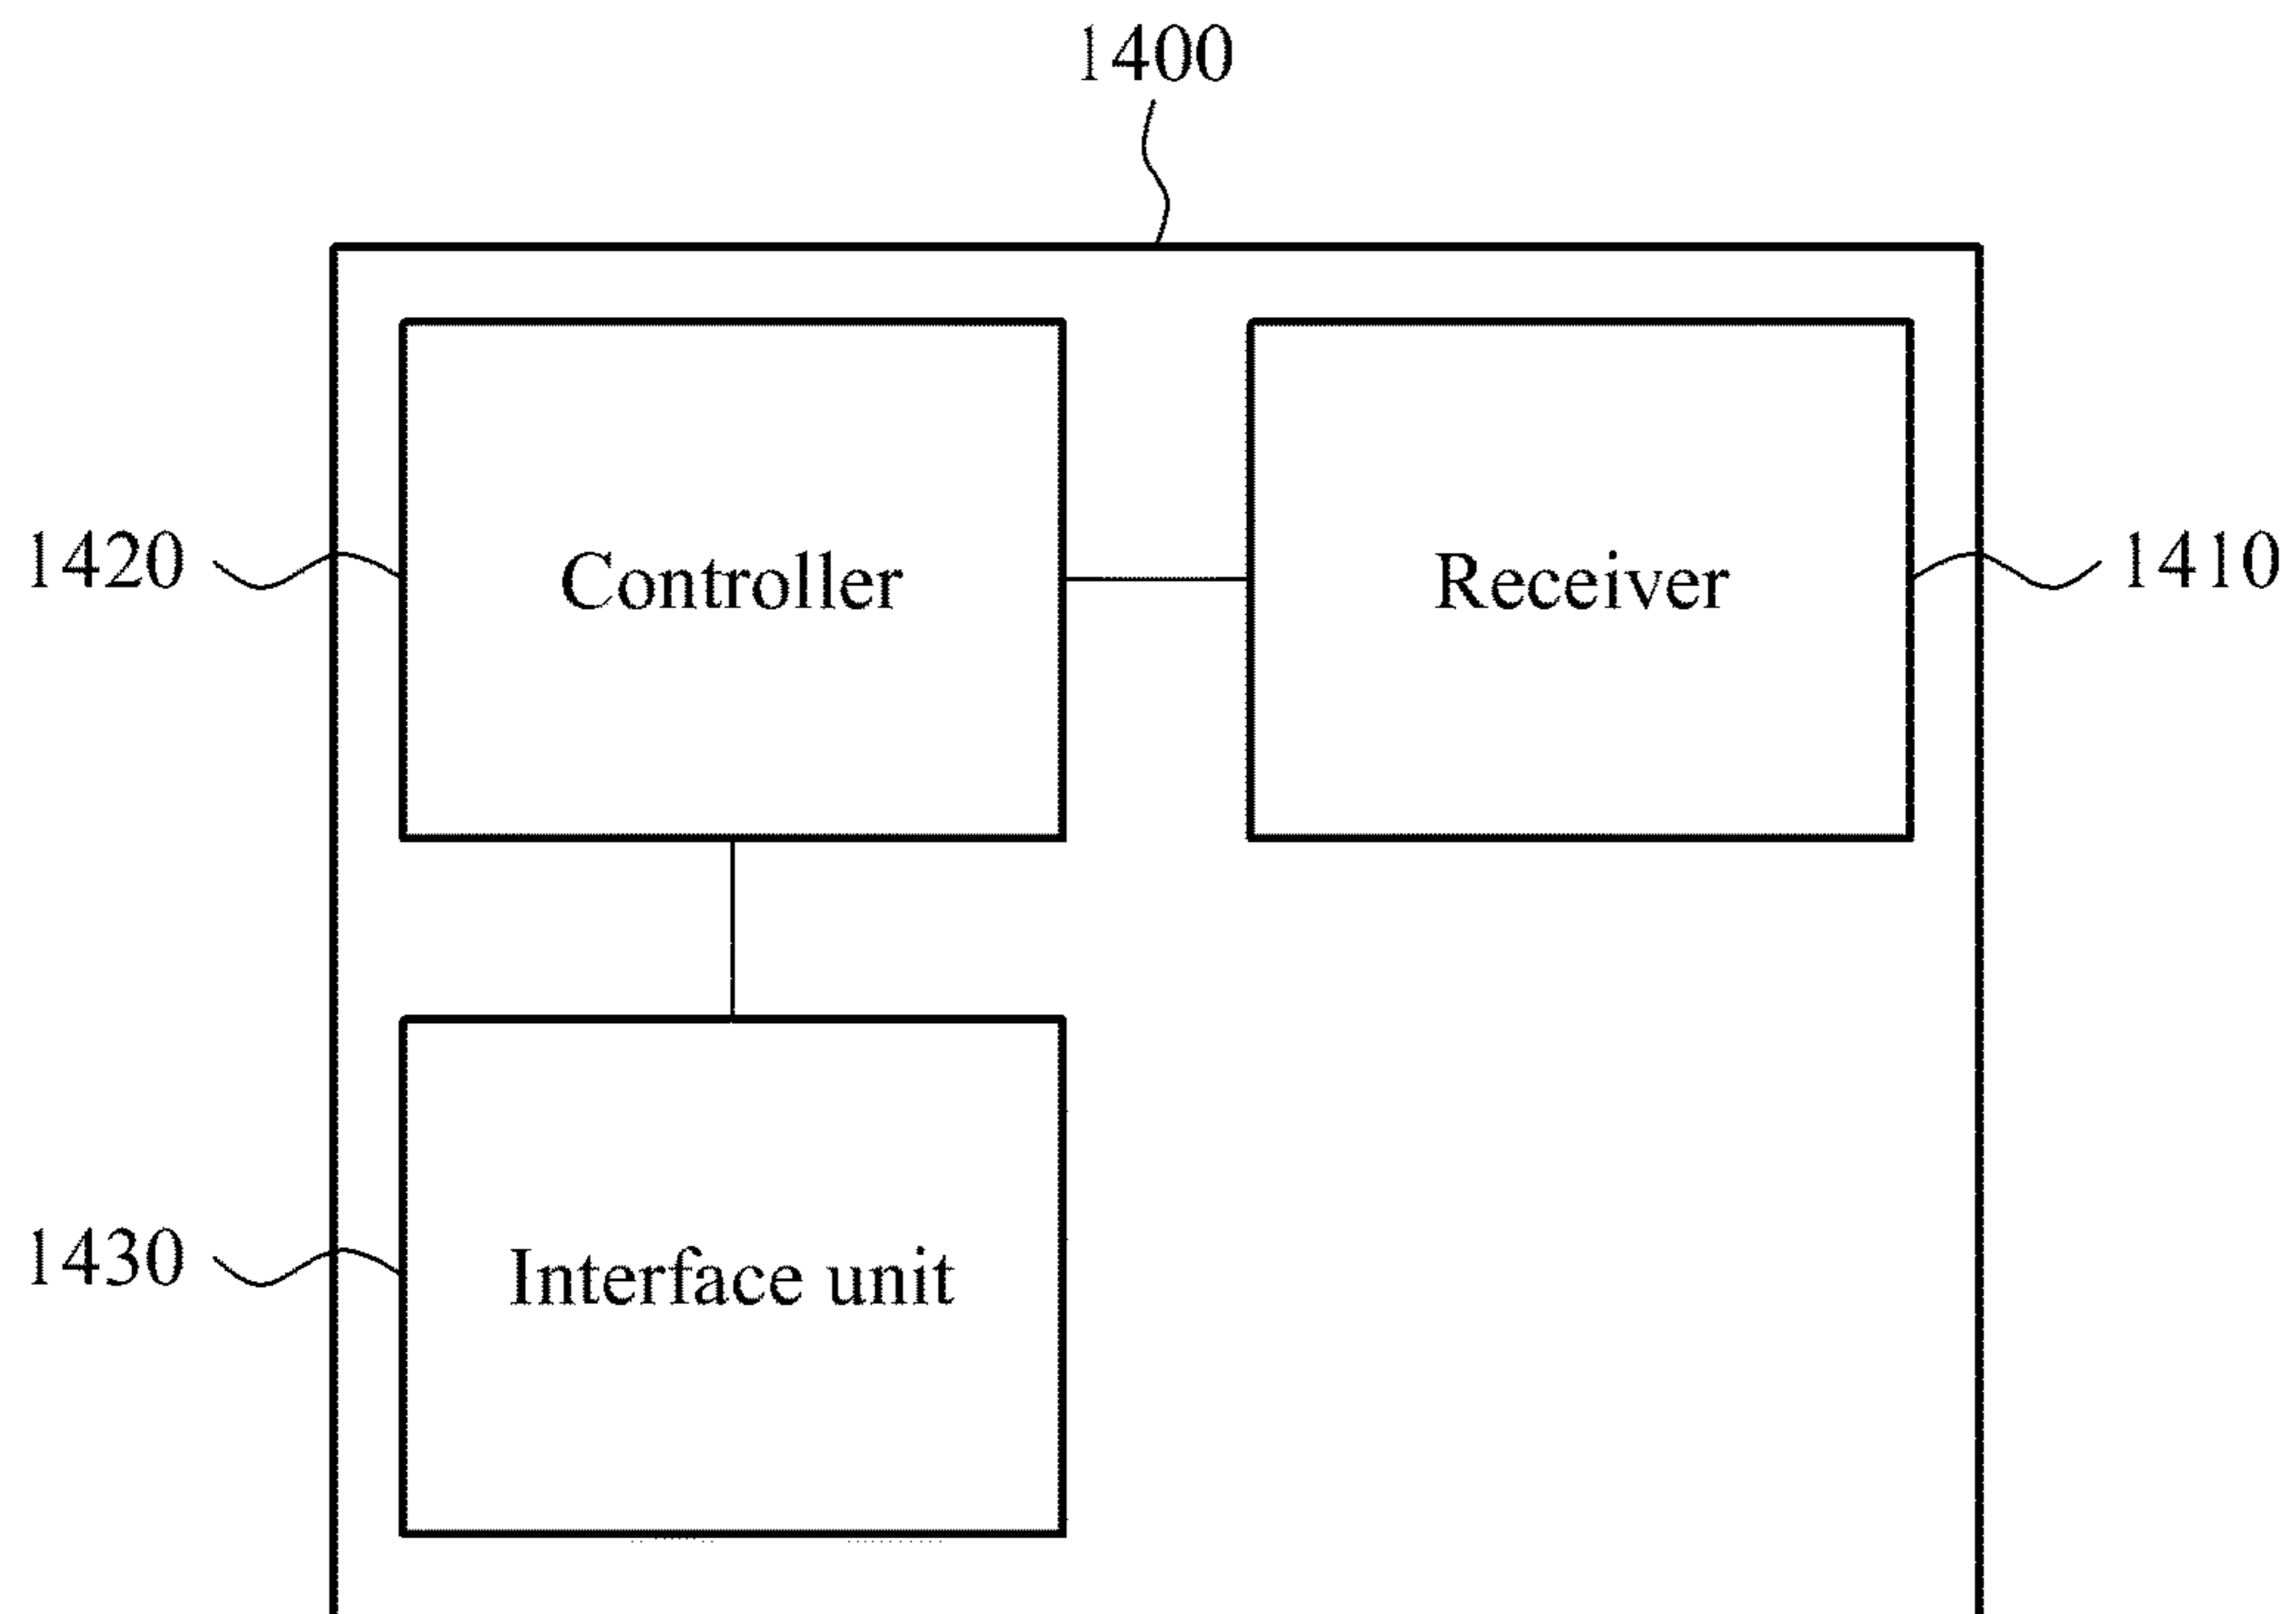 1400
1420
Controller
Receiver
1410
1430
Interface unit